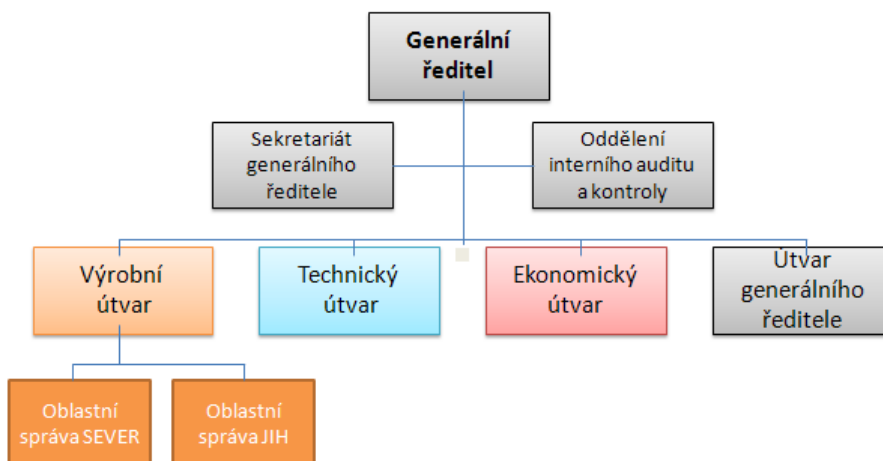 Generální
ředitel
Sekretariát
generálního
ředitele
Oddělení
interního auditu
a kontroly
Výrobní
útvar
Technický
útvar
Ekonomický
útvar
Útvar
generálního
ředitele
Oblastní
správa SEVER
Oblastní
správa JIH